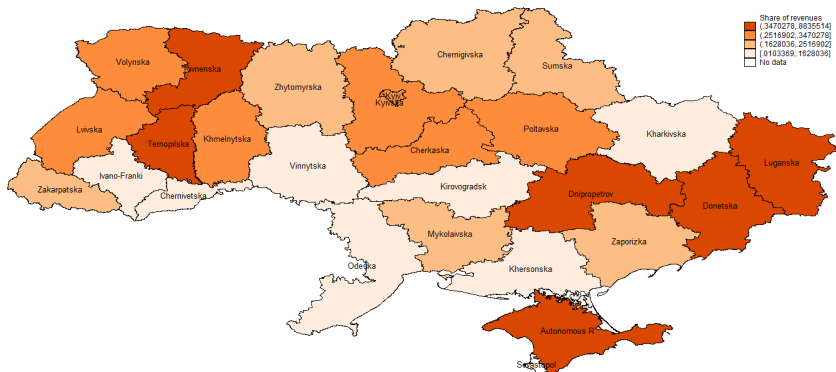 Share of revenues
(.3470278,.8835514]
(.2516902,.3470278]
(.1628036,.2516902]
[.0103369,.1628036]
No data
Chernigivska
Volynska
Rivnenska
Sumska
Zhytomyrska
Kyiv
Kyivska
Lvivska
Ternopilska
Khmelnytska
Poltavska
Kharkivska
Cherkaska
Luganska
Vinnytska
Ivano-Franki
Zakarpatska
Chernivetska
Kirovogradsk
Dnipropetrov
Donetska
Mykolaivska
Zaporizka
Odeska
Khersonska
Autonomous R
Sevastopol